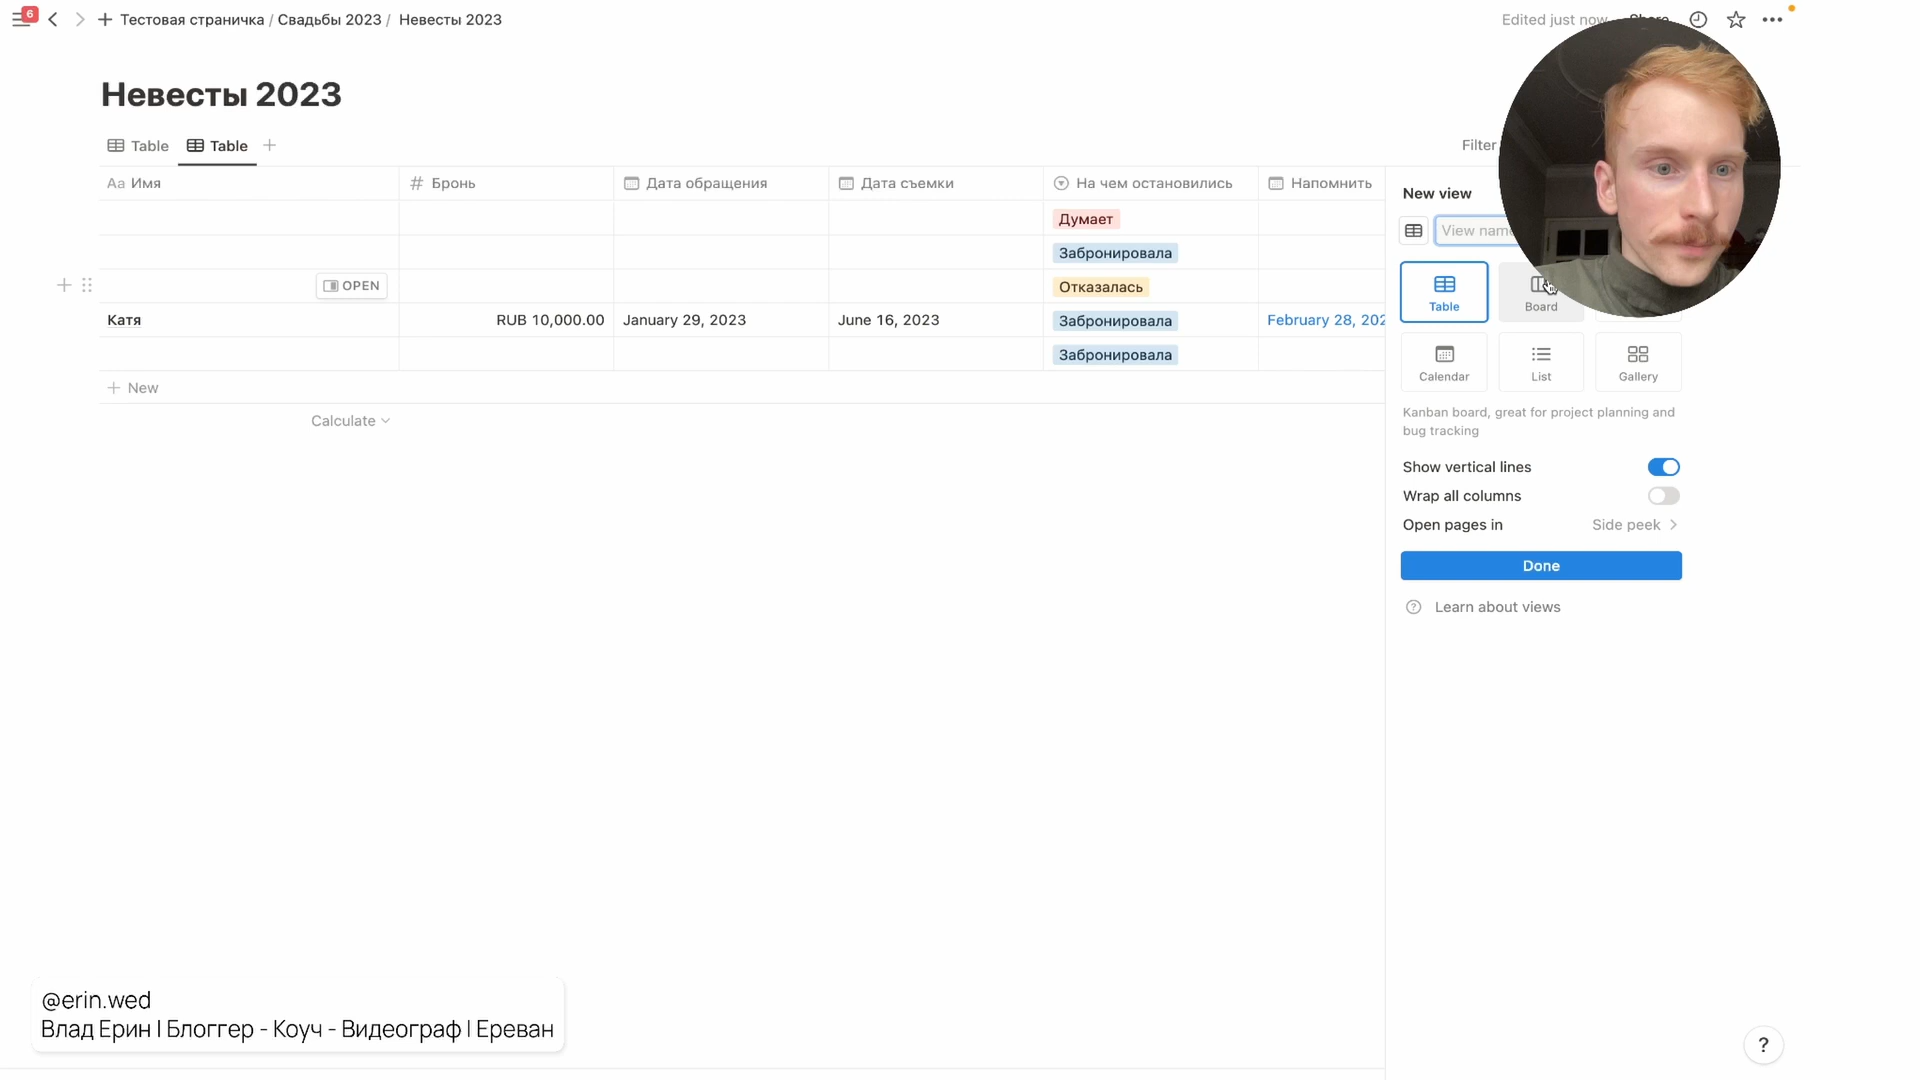 6
Тестовая страничка / Свадьбы 2023 / Невесты 2023
Edited just now
Share
Невесты 2023
Table
Table
Filter
Aa Имя
# Бронь
Дата обращения
Дата съемки
На чем остановились
Напомнить
Думает
Забронировала
OPEN
Отказалась
Катя
RUB 10,000.00
January 29, 2023
June 16, 2023
Забронировала
February 28, 202
Забронировала
+ New
Calculate
New view
View name
Table
Board
Calendar
List
Gallery
Kanban board, great for project planning and
bug tracking
Show vertical lines
Wrap all columns
Open pages in
Side peek
Done
? Learn about views
@erin.wed
Влад Ерин | Блоггер - Коуч - Видеограф | Ереван
?